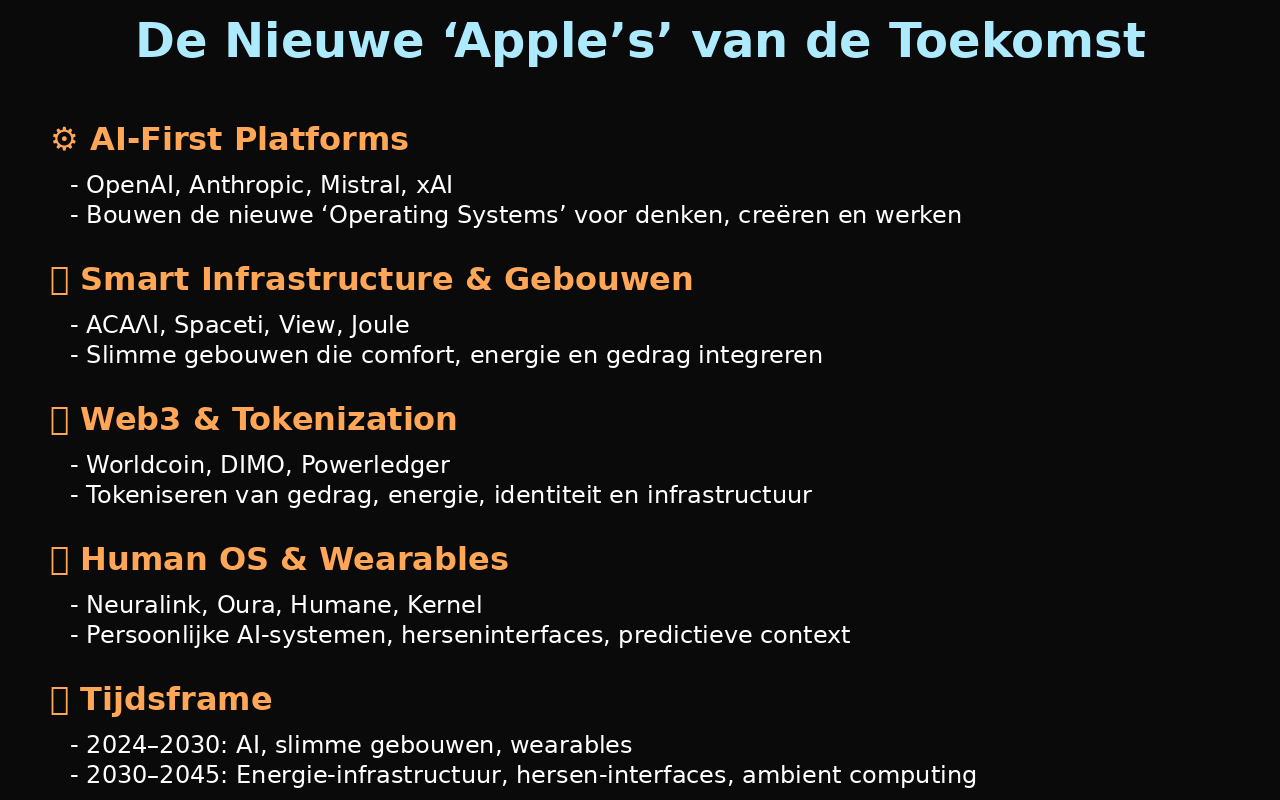 De Nieuwe ‘Apple’s’ van de Toekomst
⚙ AI-First Platforms
- OpenAI, Anthropic, Mistral, xAI
- Bouwen de nieuwe ‘Operating Systems’ voor denken, creëren en werken
Smart Infrastructure & Gebouwen
- ACAΛI, Spaceti, View, Joule
- Slimme gebouwen die comfort, energie en gedrag integreren
Web3 & Tokenization
- Worldcoin, DIMO, Powerledger
- Tokeniseren van gedrag, energie, identiteit en infrastructuur
Human OS & Wearables
- Neuralink, Oura, Humane, Kernel
- Persoonlijke AI-systemen, herseninterfaces, predictieve context
Tijdsframe
- 2024–2030: AI, slimme gebouwen, wearables
- 2030–2045: Energie-infrastructuur, hersen-interfaces, ambient computing